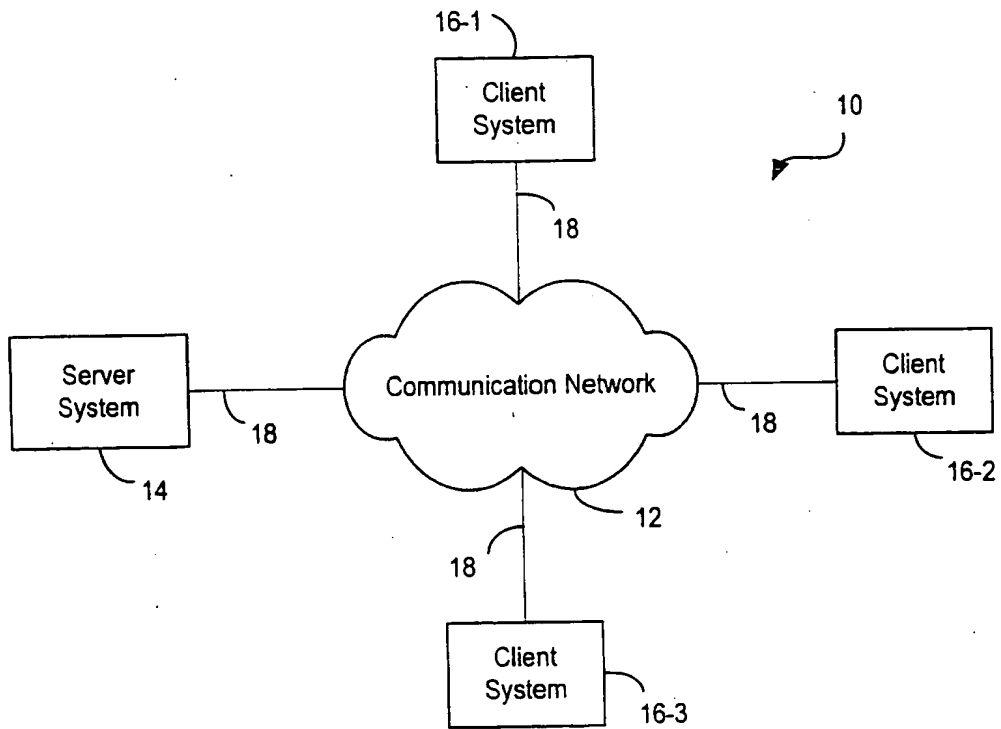 16-1
Client
System
10
18
Server
System
18
14
Communication Network
18
Client
System
16-2
12
18
Client
System
16-3